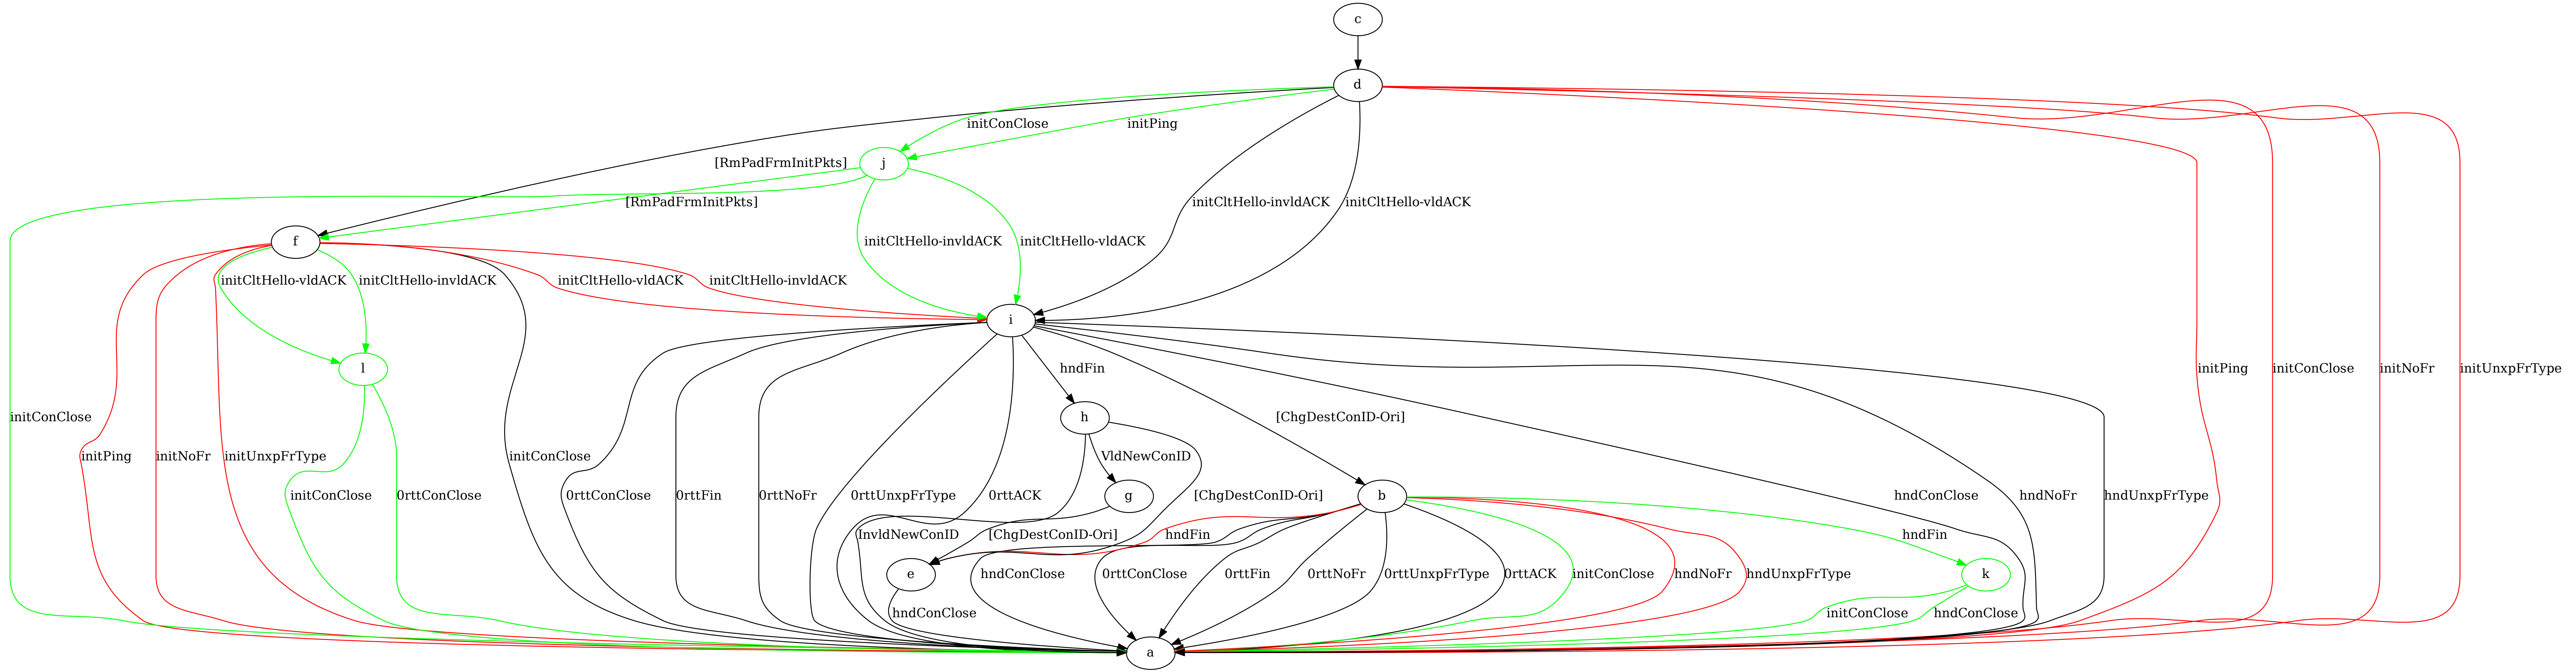 c
d
initConClose
initPing
[RmPadFrmInitPkts]
j
[RmPadFrmInitPkts]
initCltHello-invldACK
initCltHello-vldACK
f
initCltHello-invldACK
initCltHello-vldACK
initCltHello-vldACK
initCltHello-invldACK
initCltHello-vldACK
initCltHello-invldACK
i
l
hndFin
initPing
initConClose
initNoFr
initUnxpFrType
initConClose
h
[ChgDestConID-Ori]
initPing
initNoFr
initUnxpFrType
initConClose
VldNewConID
initConClose
0rttConClose
0rttConClose
0rttFin
0rttNoFr
0rttUnxpFrType
0rttACK
g
[ChgDestConID-Ori]
b
hndConClose
hndNoFr
hndUnxpFrType
InvldNewConID
[ChgDestConID-Ori]
hndFin
hndFin
e
hndConClose
0rttConClose
0rttFin
0rttNoFr
0rttUnxpFrType
0rttACK
initConClose
hndNoFr
hndUnxpFrType
k
hndConClose
initConClose
hndConClose
a